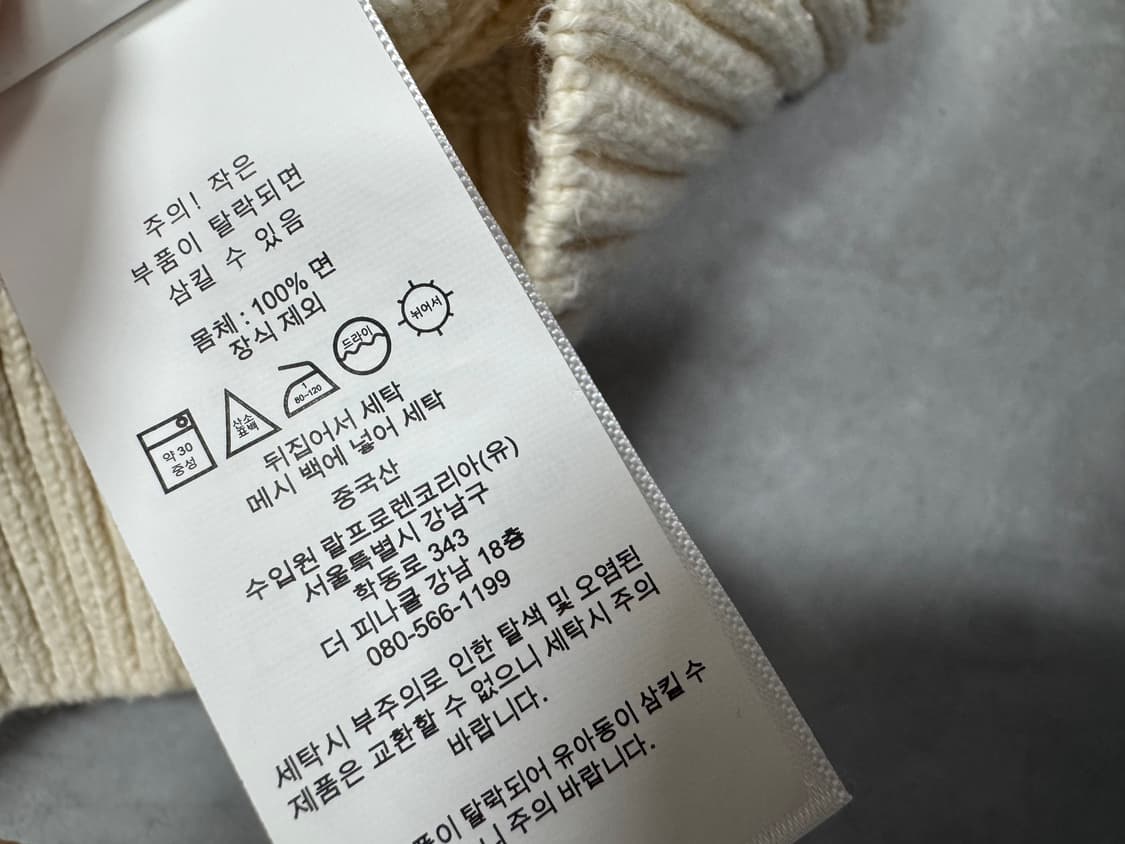 주의! 작은
부품이 탈락되면
삼킬 수 있음
몸체 : 100% 면
장식 제외
약 30
중성
산소
표백
1
80~120
드라이
뉘어서
뒤집어서 세탁
메시 백에 넣어 세탁
중국산
수입원 랄프로렌코리아(유)
서울특별시 강남구
학동로 343
더 피나클 강남 18층
080-566-1199
세탁시 부주의로 인한 탈색 및 오염된
제품은 교환할 수 없으니 세탁시 주의
바랍니다.
탈락되어 유아동이 삼킬 수
주의 바랍니다.